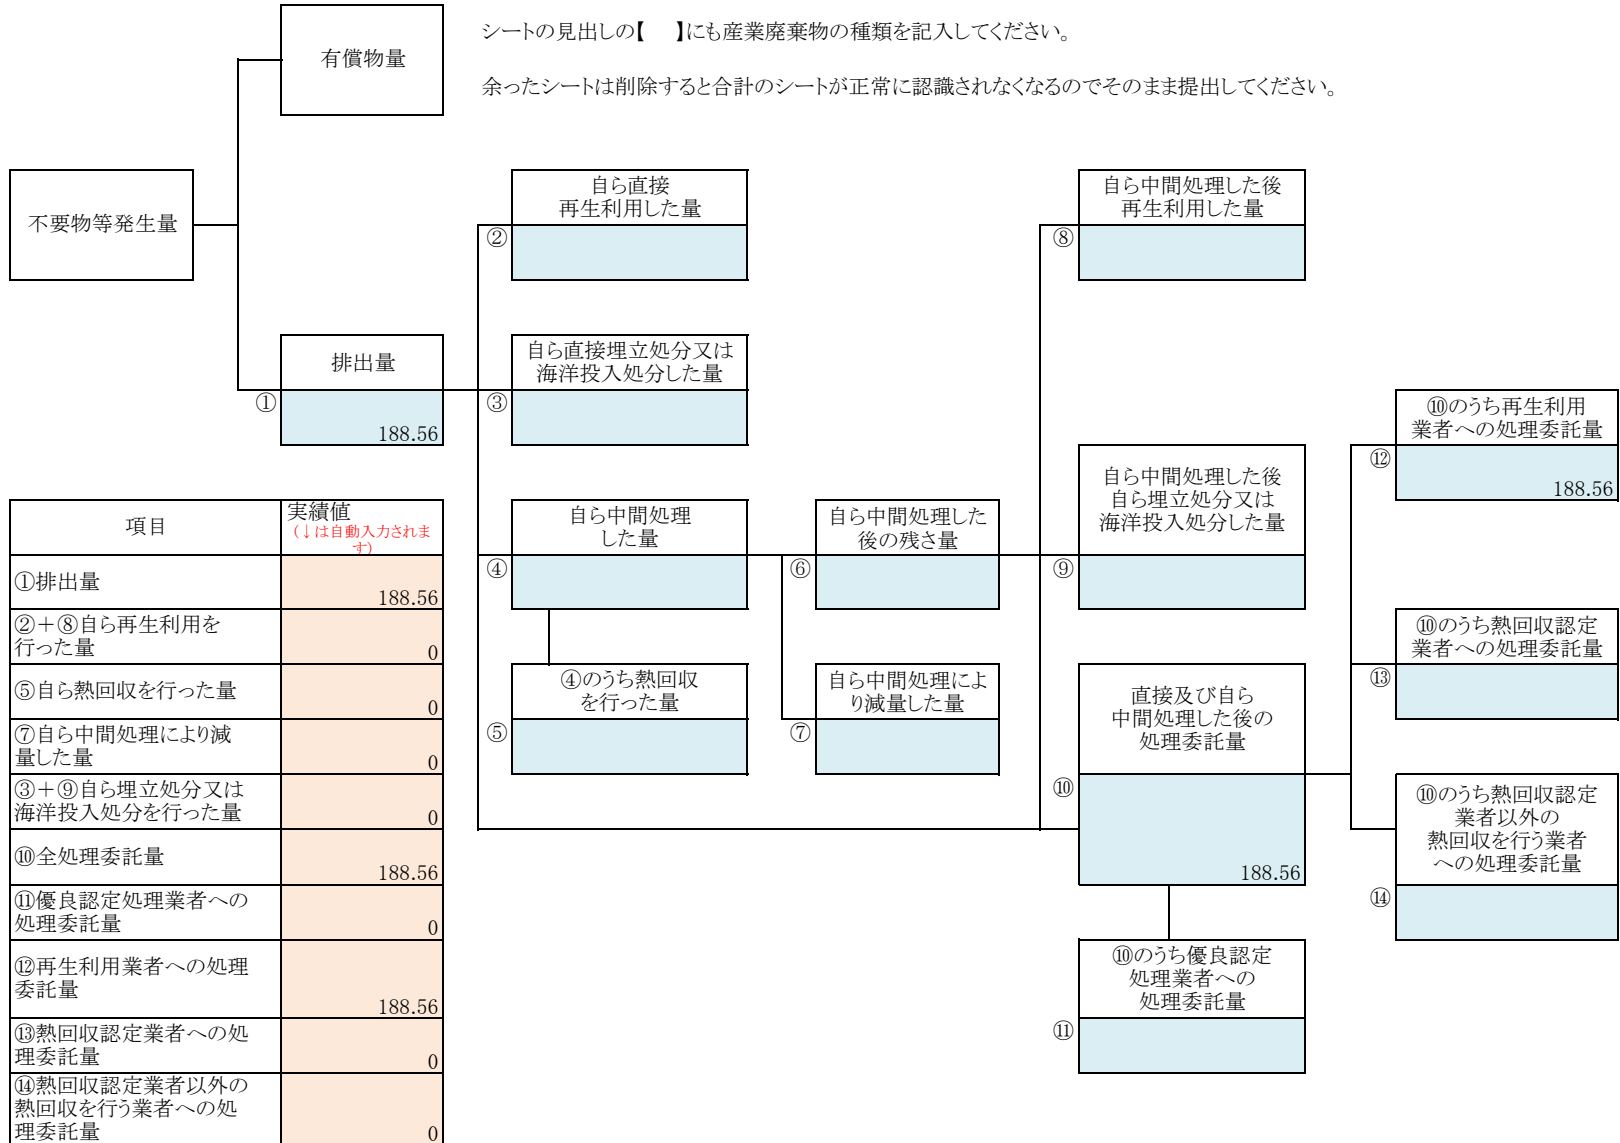 有償物量
シートの見出しの【　】にも産業廃棄物の種類を記入してください。
余ったシートは削除すると合計のシートが正常に認識されなくなるのでそのまま提出してください。
不要物等発生量
自ら直接
再生利用した量
②
自ら中間処理した後
再生利用した量
⑧
排出量
①
188.56
自ら直接埋立処分又は
海洋投入処分した量
③
⑩のうち再生利用
業者への処理委託量
⑫
188.56
自ら中間処理した後
自ら埋立処分又は
海洋投入処分した量
⑨
自ら中間処理
した量
④
自ら中間処理した
後の残さ量
⑥
⑩のうち熱回収認定
業者への処理委託量
⑬
④のうち熱回収
を行った量
⑤
自ら中間処理によ
り減量した量
⑦
直接及び自ら
中間処理した後の
処理委託量
⑩
188.56
⑩のうち熱回収認定
業者以外の
熱回収を行う業者
への処理委託量
⑭
⑩のうち優良認定
処理業者への
処理委託量
⑪
項目
実績値
(↓は自動入力されま
す)
①排出量
188.56
②＋⑧自ら再生利用を
行った量
0
⑤自ら熱回収を行った量
0
⑦自ら中間処理により減
量した量
0
③＋⑨自ら埋立処分又は
海洋投入処分を行った量
0
⑩全処理委託量
188.56
⑪優良認定処理業者への
処理委託量
0
⑫再生利用業者への処理
委託量
188.56
⑬熱回収認定業者への処
理委託量
0
⑭熱回収認定業者以外の
熱回収を行う業者への処
理委託量
0